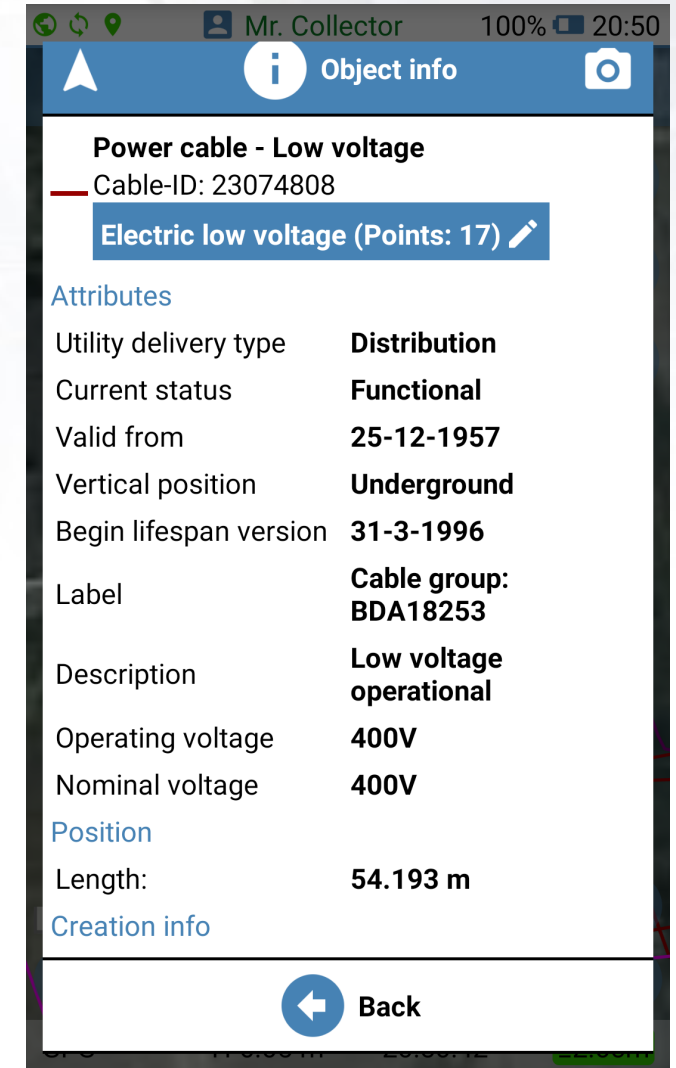 Mr. Collector 100% 20:50
Object info
Power cable - Low voltage
Cable-ID: 23074808
Electric low voltage (Points: 17)
Attributes
Utility delivery type Distribution
Current status Functional
Valid from 25-12-1957
Vertical position Underground
Begin lifespan version 31-3-1996
Label Cable group:
BDA18253
Description Low voltage
operational
Operating voltage 400V
Nominal voltage 400V
Position
Length: 54.193 m
Creation info
Back